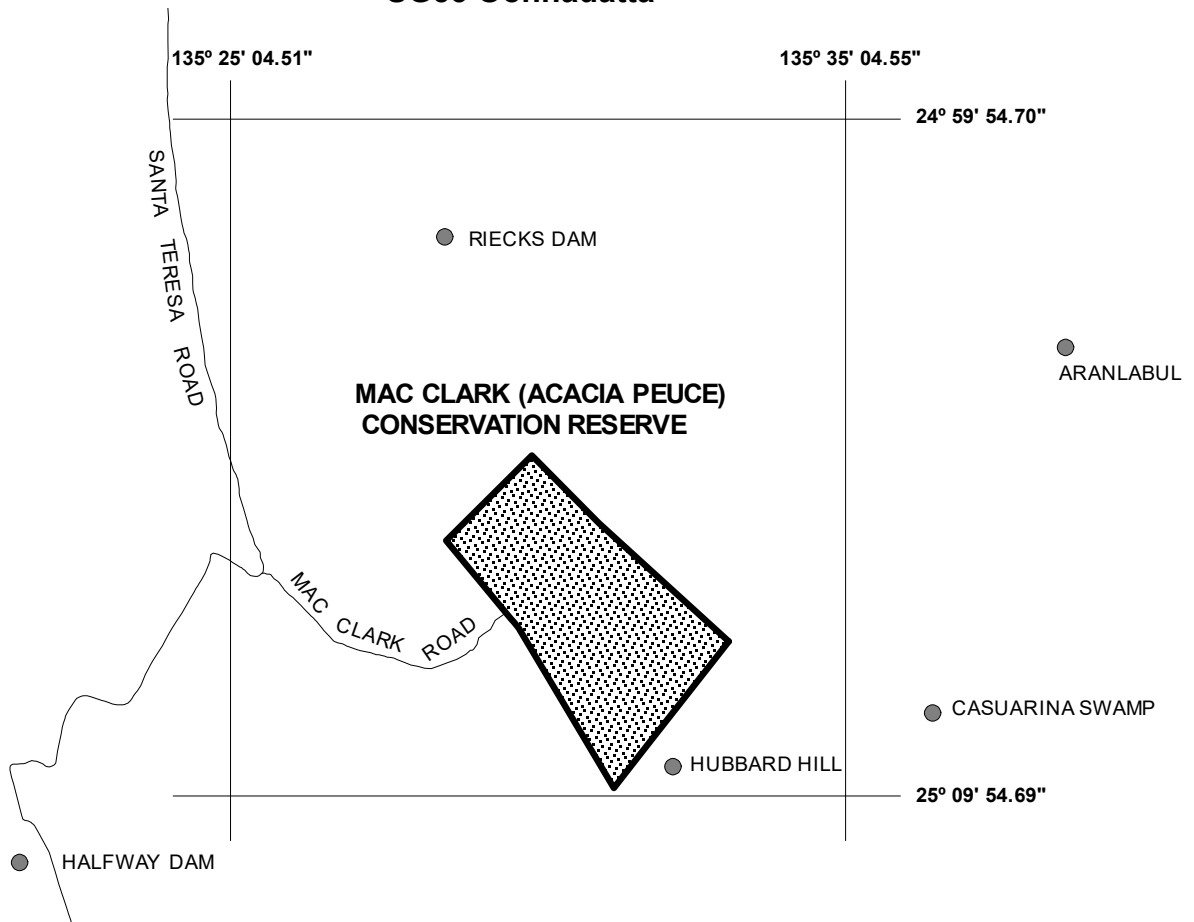 135º 25' 04.51"
135º 35' 04.55"
24º 59' 54.70"
SANTA TERESA ROAD
RIECKS DAM
ARANLABUL
MAC CLARK (ACACIA PEUCE)
CONSERVATION RESERVE
MAC CLARK ROAD
CASUARINA SWAMP
HUBBARD HILL
25º 09' 54.69"
HALFWAY DAM